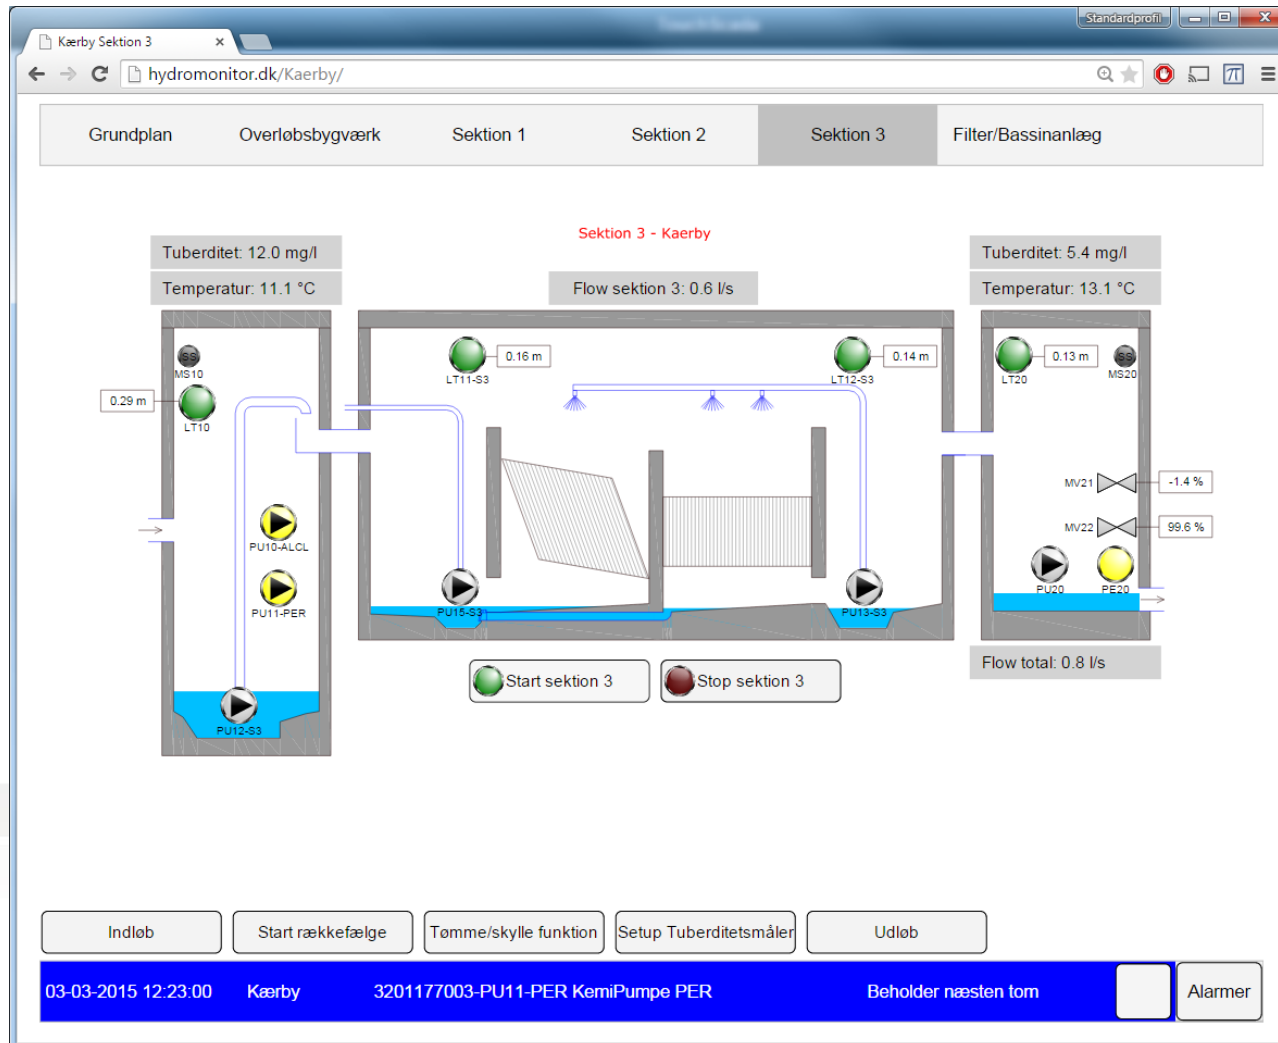 Standardprofil
Kærby Sektion 3
hydromonitor.dk/Kaerby/
Grundplan
Overløbsbygværk
Sektion 1
Sektion 2
Sektion 3
Filter/Bassinanlæg
Sektion 3 - Kaerby
Tuberditet: 12.0 mg/l
Temperatur: 11.1 °C
Flow sektion 3: 0.6 l/s
Tuberditet: 5.4 mg/l
Temperatur: 13.1 °C
SS
MS10
0.29 m
LT10
0.16 m
LT11-S3
0.14 m
LT12-S3
0.13 m
LT20
SS
MS20
MV21
-1.4 %
MV22
99.6 %
PU10-ALCL
PU11-PER
PU15-S3
PU13-S3
PU20
PE20
PU12-S3
Start sektion 3
Stop sektion 3
Flow total: 0.8 l/s
Indløb
Start rækkefælge
Tømme/skylle funktion
Setup Tuberditetsmåler
Udløb
03-03-2015 12:23:00 Kærby 3201177003-PU11-PER KemiPumpe PER Beholder næsten tom
Alarmer